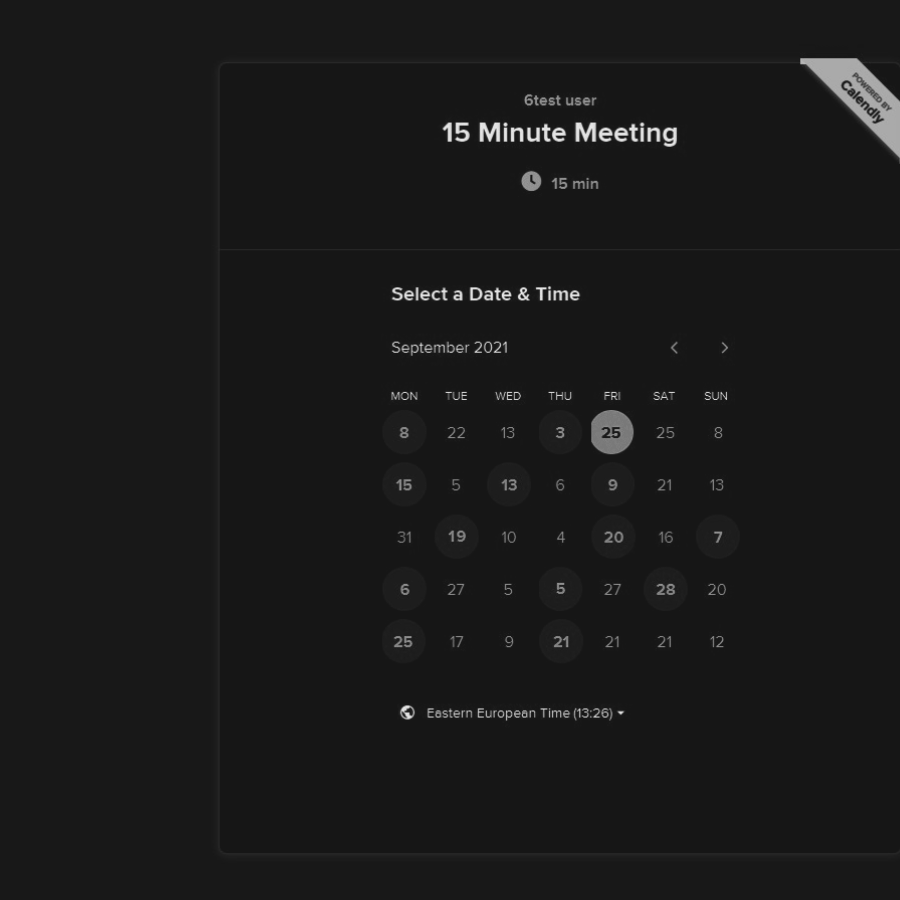 POWERED BY
Calendly
6test user
15 Minute Meeting
15 min
Select a Date & Time
September 2021
MON TUE WED THU FRI SAT SUN
8 22 13 3 25 25 8
15 5 13 6 9 21 13
31 19 10 4 20 16 7
6 27 5 5 27 28 20
25 17 9 21 21 21 12
Eastern European Time (13:26)